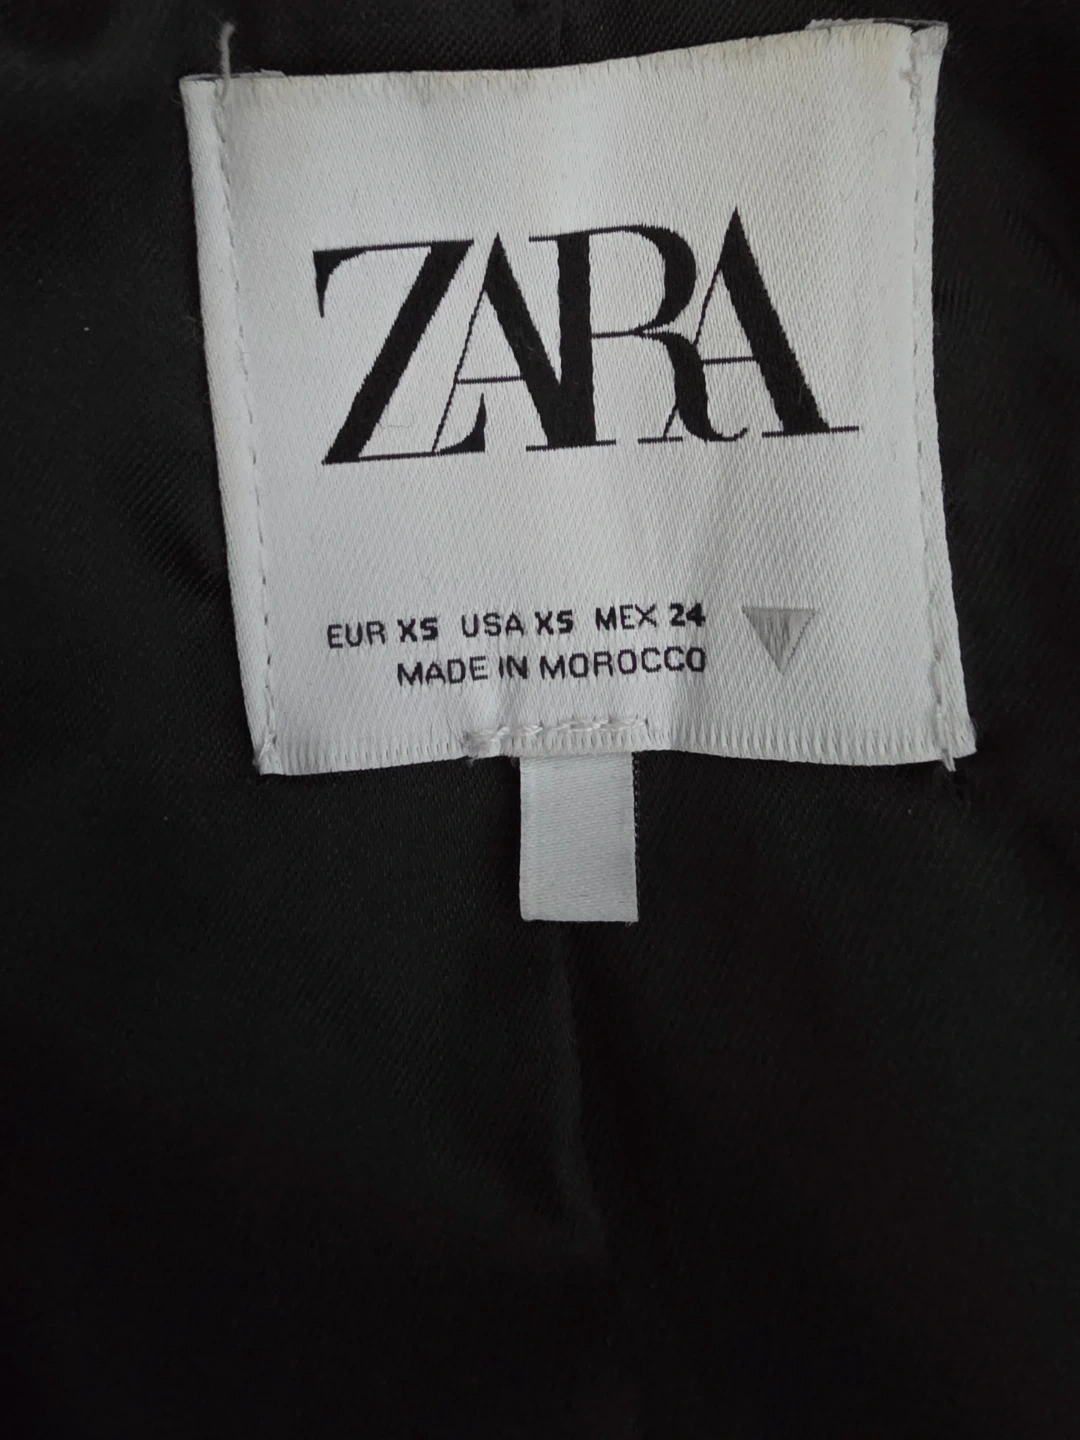 ZARA
EUR XS USA XS MEX 24
MADE IN MOROCCO